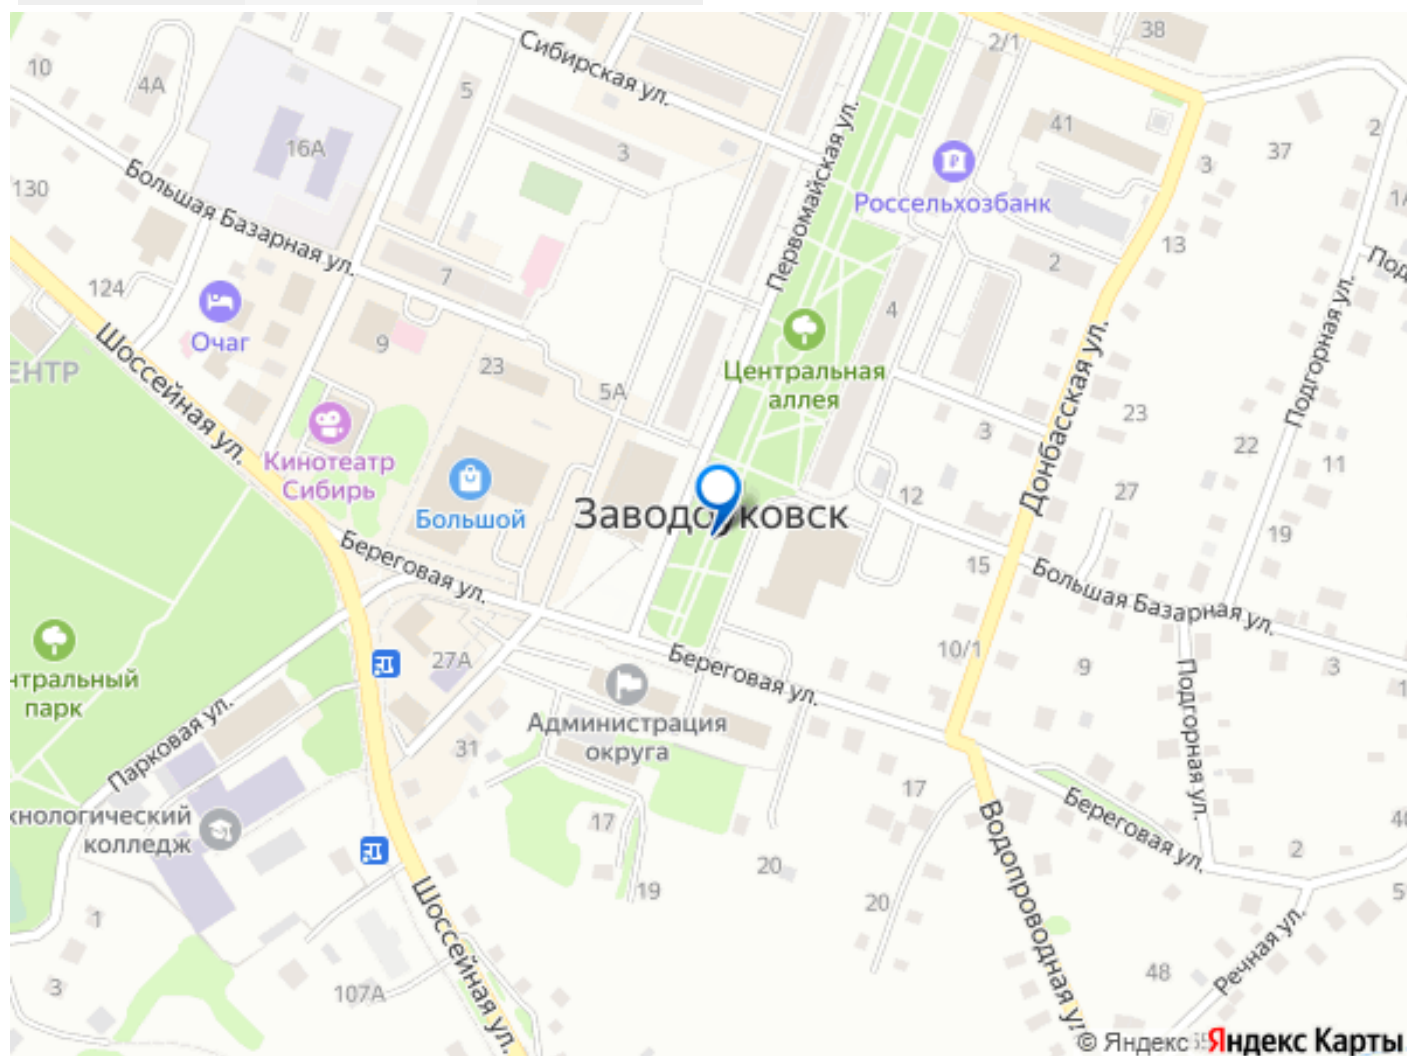 38
2/1
Сибирская ул.
10
4А
5
41
2
16А
3
37
3
Первомайская ул.
130
Большая Базарная ул.
Россельхозбанк
13
2
124
7
4
Очаг
9
ЕНТР
Шоссейная ул.
23
5А
Центральная
аллея
Донбасская ул.
Подгорная ул.
23
3
22
Кинотеатр
Сибирь
11
27
12
Большой
Заводоуковск
19
Береговая ул.
15
Большая Базарная ул.
10/1
27А
Береговая ул.
9
3
нтральный
парк
Администрация
округа
Подгорная ул.
Парковая ул.
31
17
Береговая ул.
хнологический
колледж
17
Водопроводная ул.
2
20
19
20
1
Шоссейная ул.
Речная ул.
48
3
107А
© Яндекс Яндекс Карты